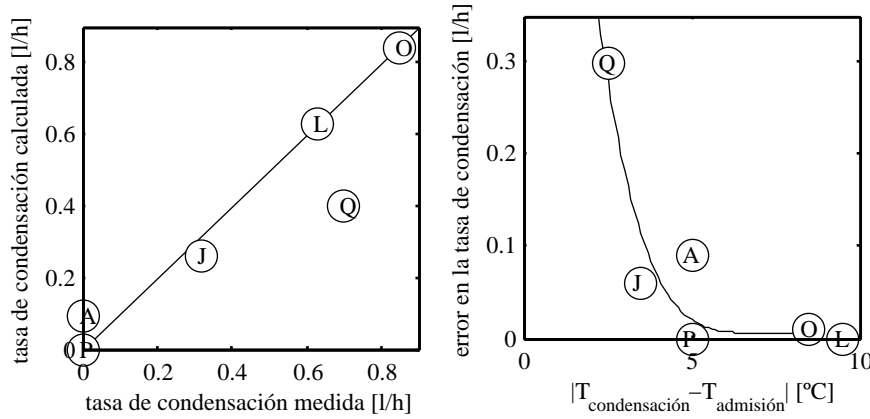 tasa de condensación calculada [l/h]
0.8
0.6
0.4
0.2
0
0
0.2
0.4
0.6
0.8
O
L
Q
J
A
P
tasa de condensación medida [l/h]
error en la tasa de condensación [l/h]
0.3
0.2
0.1
0
0
5
10
Q
A
J
P
O
L
|Tcondensación−Tadmisión| [ºC]